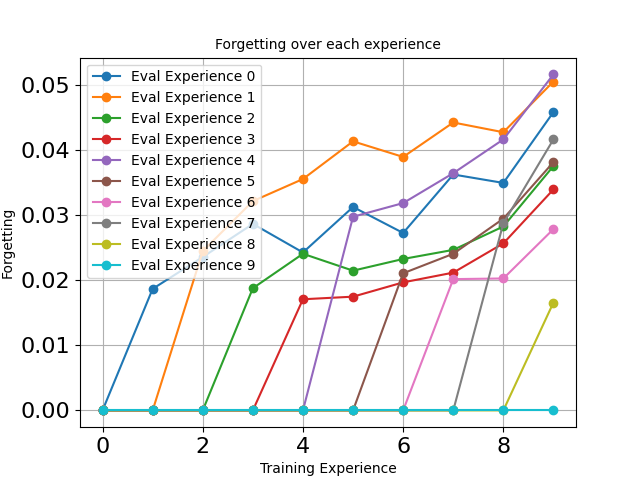 Forgetting over each experience
Eval Experience 0
Eval Experience 1
Eval Experience 2
Eval Experience 3
Eval Experience 4
Eval Experience 5
Eval Experience 6
Eval Experience 7
Eval Experience 8
Eval Experience 9
0.05
0.04
0.03
0.02
0.01
0.00
Forgetting
0 2 4 6 8
Training Experience